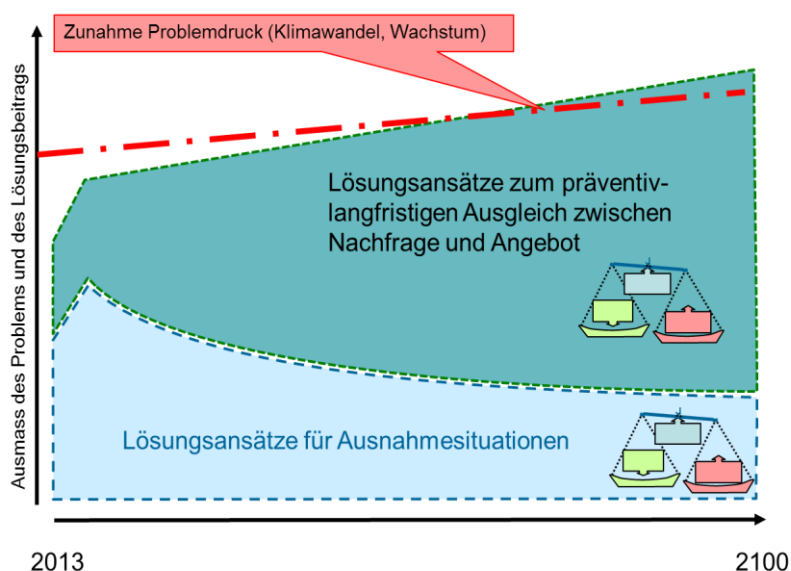 Zunahme Problemdruck (Klimawandel, Wachstum)
Ausmass des Problems und des Lösungsbeitrags
Lösungsansätze zum präventiv-
langfristigen Ausgleich zwischen
Nachfrage und Angebot
Lösungsansätze für Ausnahmesituationen
2013
2100